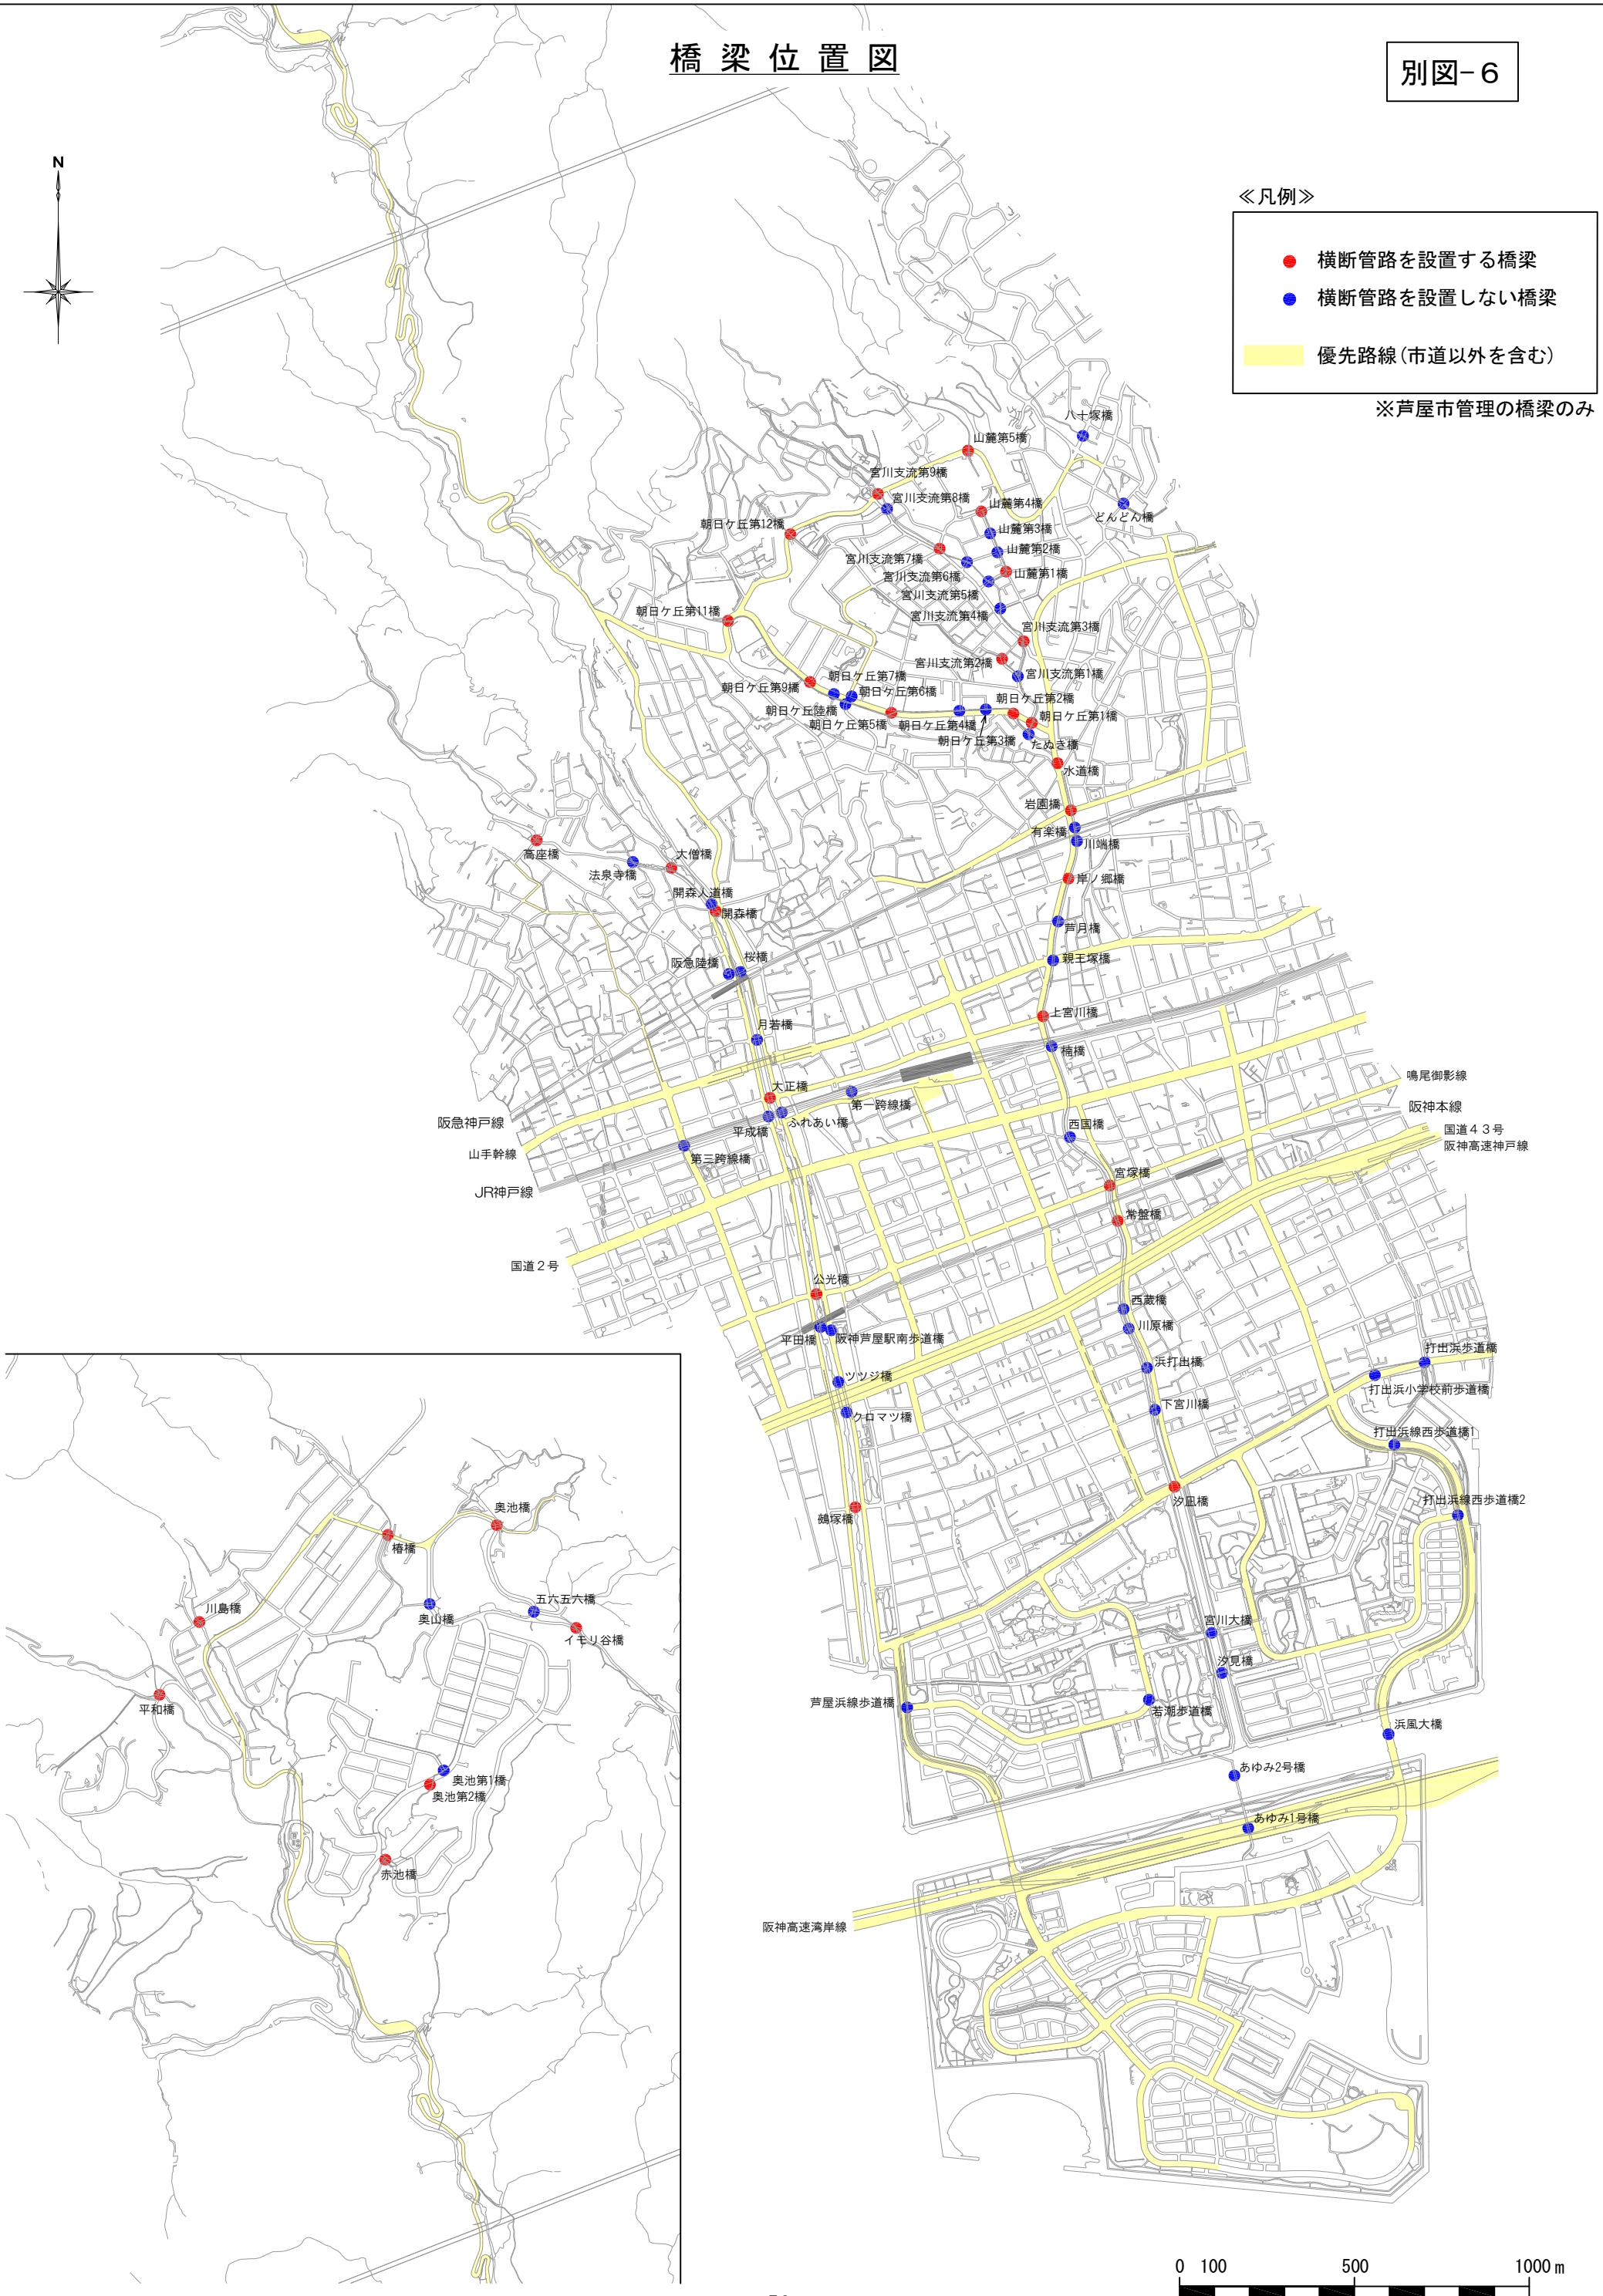 橋梁位置図
別図-6
N
≪凡例≫
横断管路を設置する橋梁
横断管路を設置しない橋梁
優先路線(市道以外を含む)
※芦屋市管理の橋梁のみ
八十塚橋
山麓第5橋
宮川支流第9橋
宮川支流第8橋
山麓第4橋
どんどん橋
朝日ケ丘第12橋
山麓第3橋
山麓第2橋
宮川支流第7橋
山麓第1橋
宮川支流第6橋
宮川支流第5橋
朝日ケ丘第11橋
宮川支流第4橋
宮川支流第3橋
宮川支流第2橋
宮川支流第1橋
朝日ケ丘第7橋
朝日ケ丘第9橋
朝日ケ丘第6橋
朝日ケ丘第2橋
朝日ケ丘陸橋
朝日ケ丘第5橋
朝日ケ丘第4橋
朝日ケ丘第1橋
朝日ケ丘第3橋
たぬき橋
水道橋
岩園橋
有楽橋
川端橋
高座橋
法泉寺橋
大僧橋
岸ノ郷橋
開森人道橋
開森橋
芦月橋
阪急陸橋
桜橋
親王塚橋
上宮川橋
月若橋
楠橋
鳴尾御影線
大正橋
第一跨線橋
阪神本線
阪急神戸線
平成橋
ふれあい橋
西国橋
国道43号
阪神高速神戸線
山手幹線
第三跨線橋
JR神戸線
宮塚橋
常盤橋
国道2号
公光橋
西蔵橋
川原橋
平田橋
阪神芦屋駅南歩道橋
打出浜歩道橋
浜打出橋
ツツジ橋
打出浜小学校前歩道橋
クロマツ橋
下宮川橋
打出浜線西歩道橋1
汐凪橋
打出浜線西歩道橋2
鵺塚橋
奥池橋
椿橋
五六五六橋
川島橋
奥山橋
イモリ谷橋
宮川大橋
汐見橋
平和橋
芦屋浜線歩道橋
若潮歩道橋
浜風大橋
あゆみ2号橋
奥池第1橋
奥池第2橋
あゆみ1号橋
赤池橋
阪神高速湾岸線
0 100 500 1000m